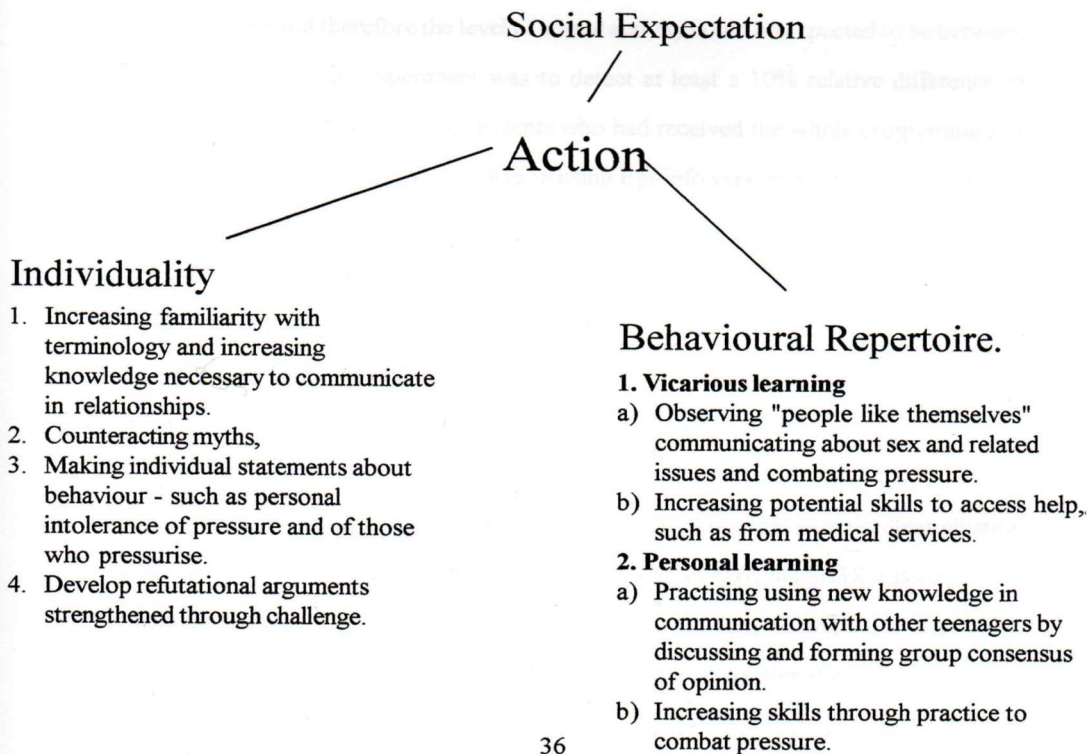 Social Expectation
Action
Individuality
1. Increasing familiarity with
terminology and increasing
knowledge necessary to communicate
in relationships.
2. Counteracting myths,
3. Making individual statements about
behaviour - such as personal
intolerance of pressure and of those
who pressurise.
4. Develop refutational arguments
strengthened through challenge.
Behavioural Repertoire.
1. Vicarious learning
a) Observing "people like themselves"
communicating about sex and related
issues and combating pressure.
b) Increasing potential skills to access help,
such as from medical services.
2. Personal learning
a) Practising using new knowledge in
communication with other teenagers by
discussing and forming group consensus
of opinion.
b) Increasing skills through practice to
combat pressure.
36